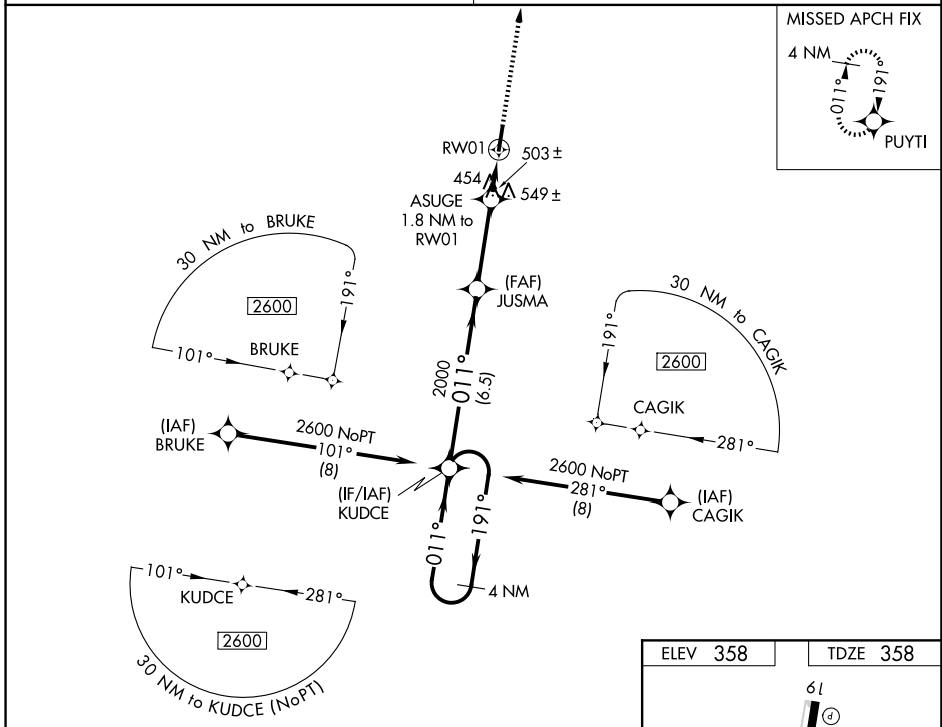 MISSED APCH FIX
4 NM
011°
191°
PUYTI
RW01
503 ±
454
549 ±
ASUGE
1.8 NM to
RW01
(FAF)
JUSMA
30 NM to BRUKE
2600
191°
101°
BRUKE
30 NM to CAGIK
191°
2600
CAGIK
281°
2000
011°
(6.5)
(IAF)
BRUKE
2600 NoPT
101°
(8)
(IF/IAF)
KUDCE
2600 NoPT
281°
(8)
(IAF)
CAGIK
011°
191°
4 NM
101°
KUDCE
281°
2600
30 NM to KUDCE (NoPT)
ELEV 358
TDZE 358
19
P